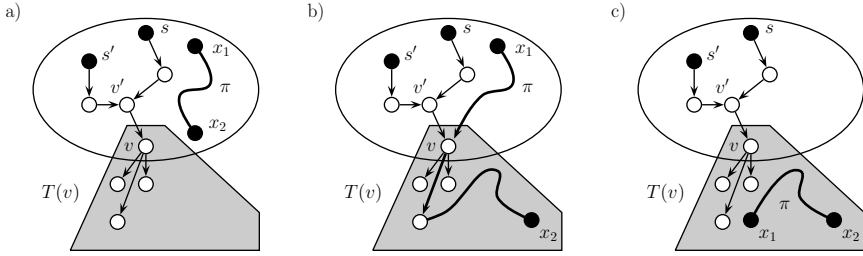 a)
s
s′
x₁
v′
π
x₂
v
T(v)
b)
s
s′
x₁
v′
π
v
T(v)
x₂
c)
s
s′
v′
v
T(v)
π
x₁
x₂